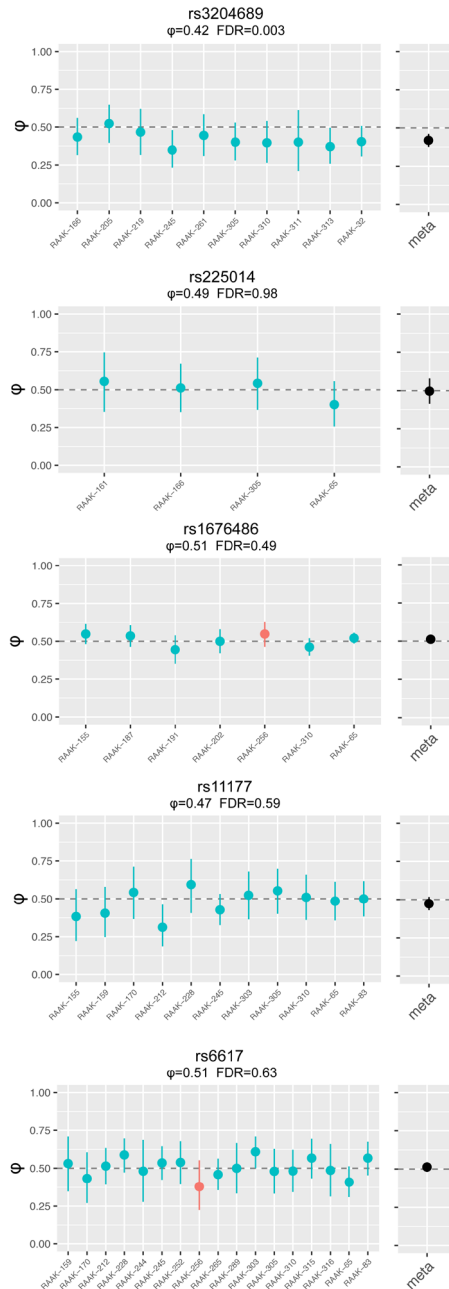 rs3204689
φ=0.42 FDR=0.003
1.00
0.75
0.50
0.25
0.00
φ
RAAK−166
RAAK−205
RAAK−219
RAAK−245
RAAK−261
RAAK−305
RAAK−310
RAAK−311
RAAK−313
RAAK−32
meta
rs225014
φ=0.49 FDR=0.98
1.00
0.75
0.50
0.25
0.00
φ
RAAK−161
RAAK−166
RAAK−305
RAAK−65
meta
rs1676486
φ=0.51 FDR=0.49
1.00
0.75
0.50
0.25
0.00
φ
RAAK−155
RAAK−187
RAAK−191
RAAK−202
RAAK−256
RAAK−310
RAAK−65
meta
rs11177
φ=0.47 FDR=0.59
1.00
0.75
0.50
0.25
0.00
φ
RAAK−155
RAAK−159
RAAK−170
RAAK−212
RAAK−228
RAAK−245
RAAK−303
RAAK−305
RAAK−310
RAAK−65
RAAK−83
meta
rs6617
φ=0.51 FDR=0.63
1.00
0.75
0.50
0.25
0.00
φ
RAAK−159
RAAK−170
RAAK−212
RAAK−228
RAAK−244
RAAK−245
RAAK−252
RAAK−256
RAAK−265
RAAK−289
RAAK−303
RAAK−305
RAAK−310
RAAK−315
RAAK−316
RAAK−65
RAAK−83
meta